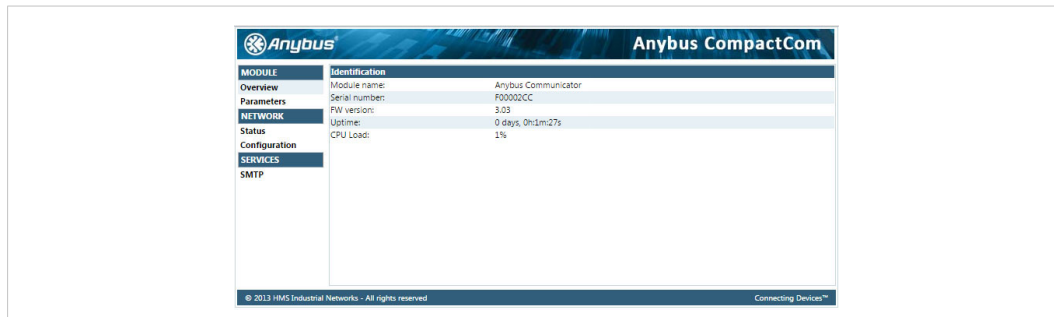 Anybus®
Anybus CompactCom
MODULE
Overview
Parameters
NETWORK
Status
Configuration
SERVICES
SMTP
Identification
Module name: Anybus Communicator
Serial number: F00002CC
FW version: 3.03
Uptime: 0 days, 0h:1m:27s
CPU Load: 1%
© 2013 HMS Industrial Networks - All rights reserved
Connecting Devices™